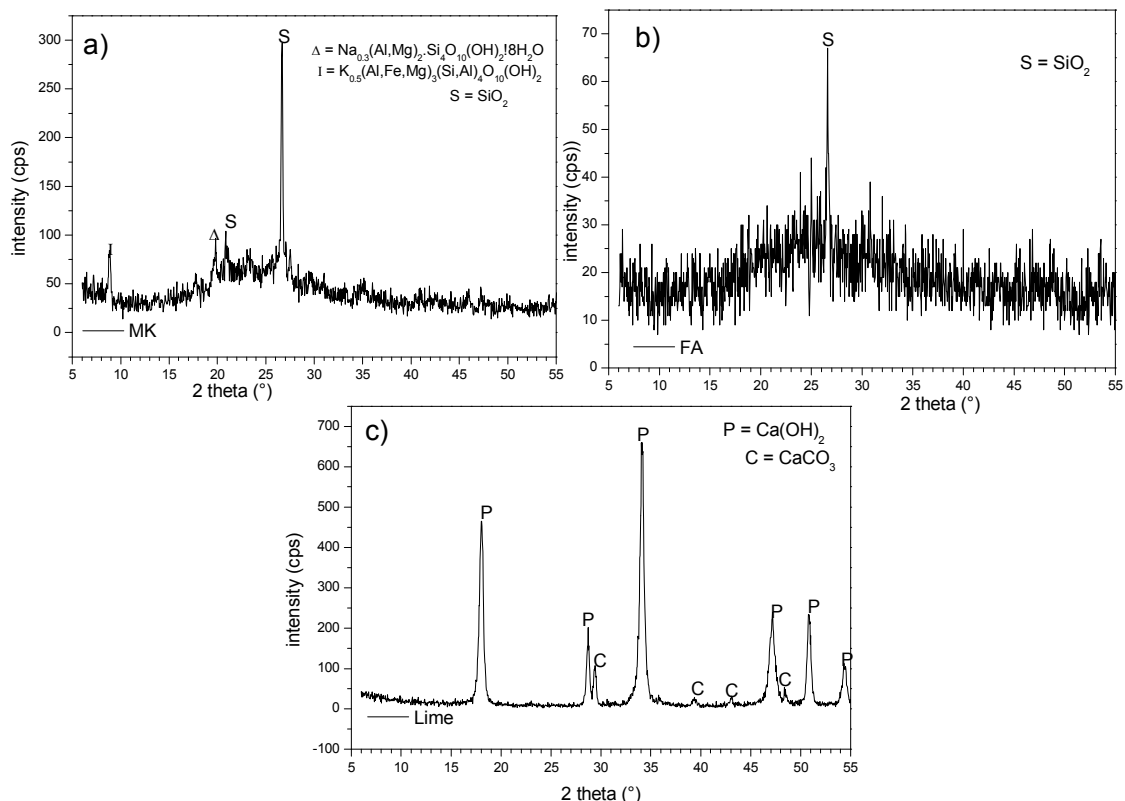 a)
S
Δ = Na0.3(Al,Mg)2.Si4O10(OH)2!8H2O
I = K0.5(Al,Fe,Mg)3(Si,Al)4O10(OH)2
S = SiO2
I
Δ
S
300
250
200
150
100
50
0
intensity (cps)
MK
5 10 15 20 25 30 35 40 45 50 55
2 theta (°)
b)
S
S = SiO2
70
60
50
40
30
20
10
0
intensity (cps))
FA
5 10 15 20 25 30 35 40 45 50 55
2 theta (°)
c)
P = Ca(OH)2
C = CaCO3
P
P
C
P
C
C
P
C
P
P
700
600
500
400
300
200
100
0
-100
intensity (cps)
Lime
5 10 15 20 25 30 35 40 45 50 55
2 theta (°)